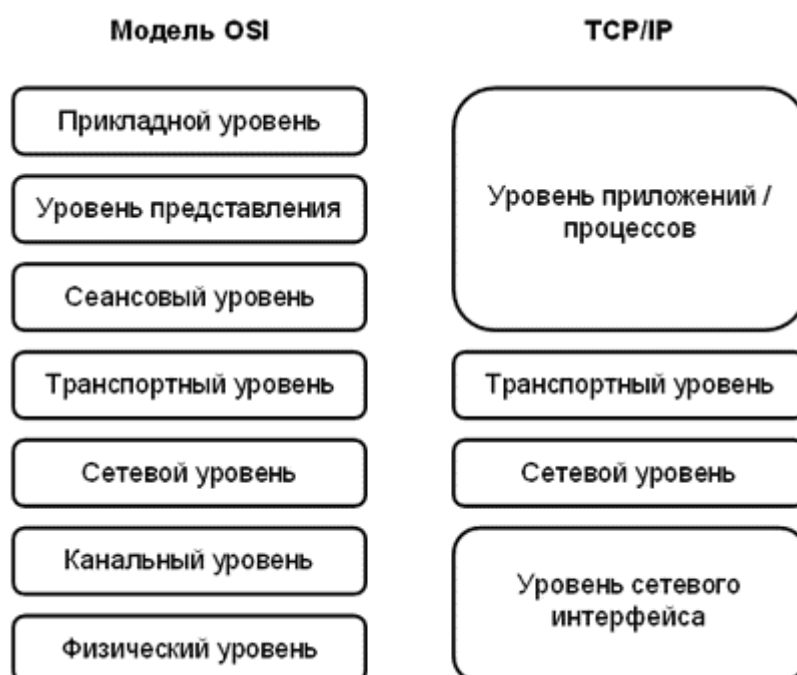 Модель OSI
TCP/IP
Прикладной уровень
Уровень представления
Сеансовый уровень
Уровень приложений /
процессов
Транспортный уровень
Транспортный уровень
Сетевой уровень
Сетевой уровень
Канальный уровень
Физический уровень
Уровень сетевого
интерфейса